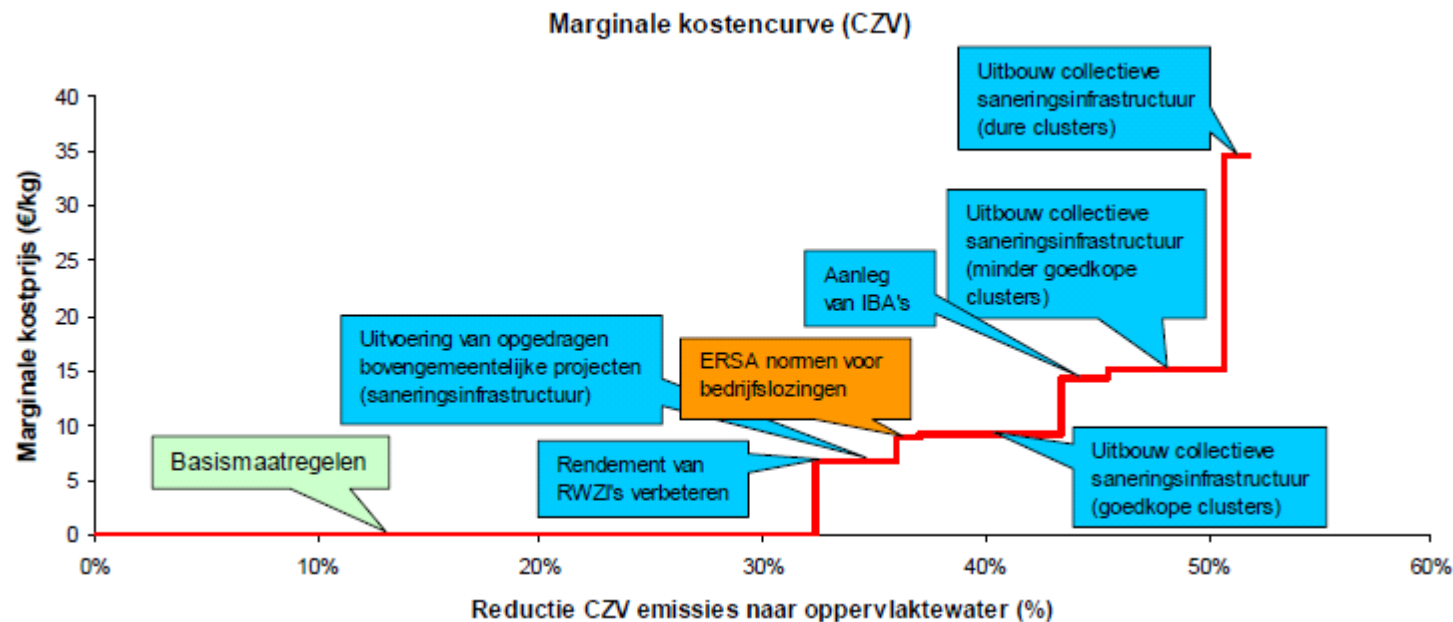 Marginale kostencurve (CZV)
Uitbouw collectieve
saneringsinfrastructuur
(dure clusters)
Uitbouw collectieve
saneringsinfrastructuur
(minder goedkope
clusters)
Aanleg
van IBA's
Uitvoering van opgedragen
bovengemeentelijke projecten
(saneringsinfrastructuur)
ERSA normen voor
bedrijfslozingen
Basismaatregelen
Rendement van
RWZI's verbeteren
Uitbouw collectieve
saneringsinfrastructuur
(goedkope clusters)
Marginale kostprijs (€/kg)
40
35
30
25
20
15
10
5
0
0%
10%
20%
30%
40%
50%
60%
Reductie CZV emissies naar oppervlaktewater (%)